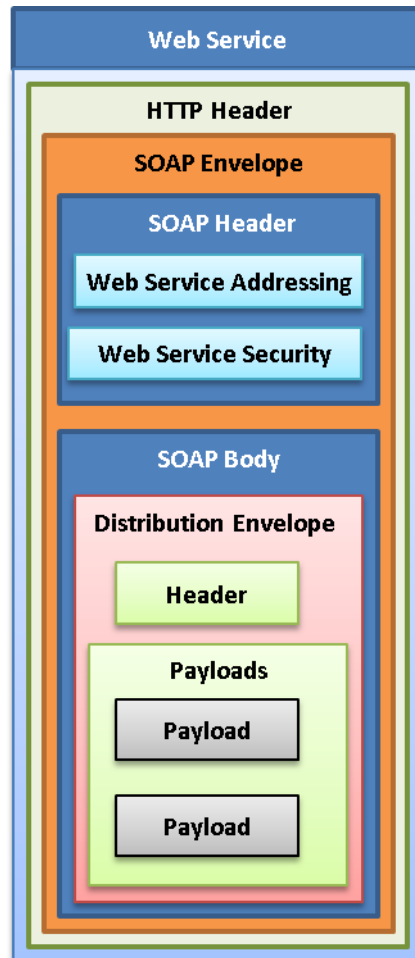 Web Service
HTTP Header
SOAP Envelope
SOAP Header
Web Service Addressing
Web Service Security
SOAP Body
Distribution Envelope
Header
Payloads
Payload
Payload